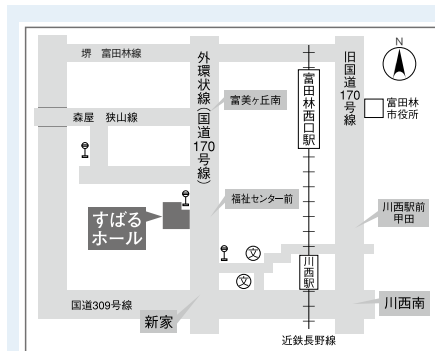 堺 富田林線
外環状線(国道170号線)
富田林西口駅
旧国道170号線
N
富田林
市役所
富美ヶ丘南
森屋 狭山線
福祉センター前
すばる
ホール
川西駅前
甲田
文
文
川西駅
国道309号線
新家
川西南
近鉄長野線